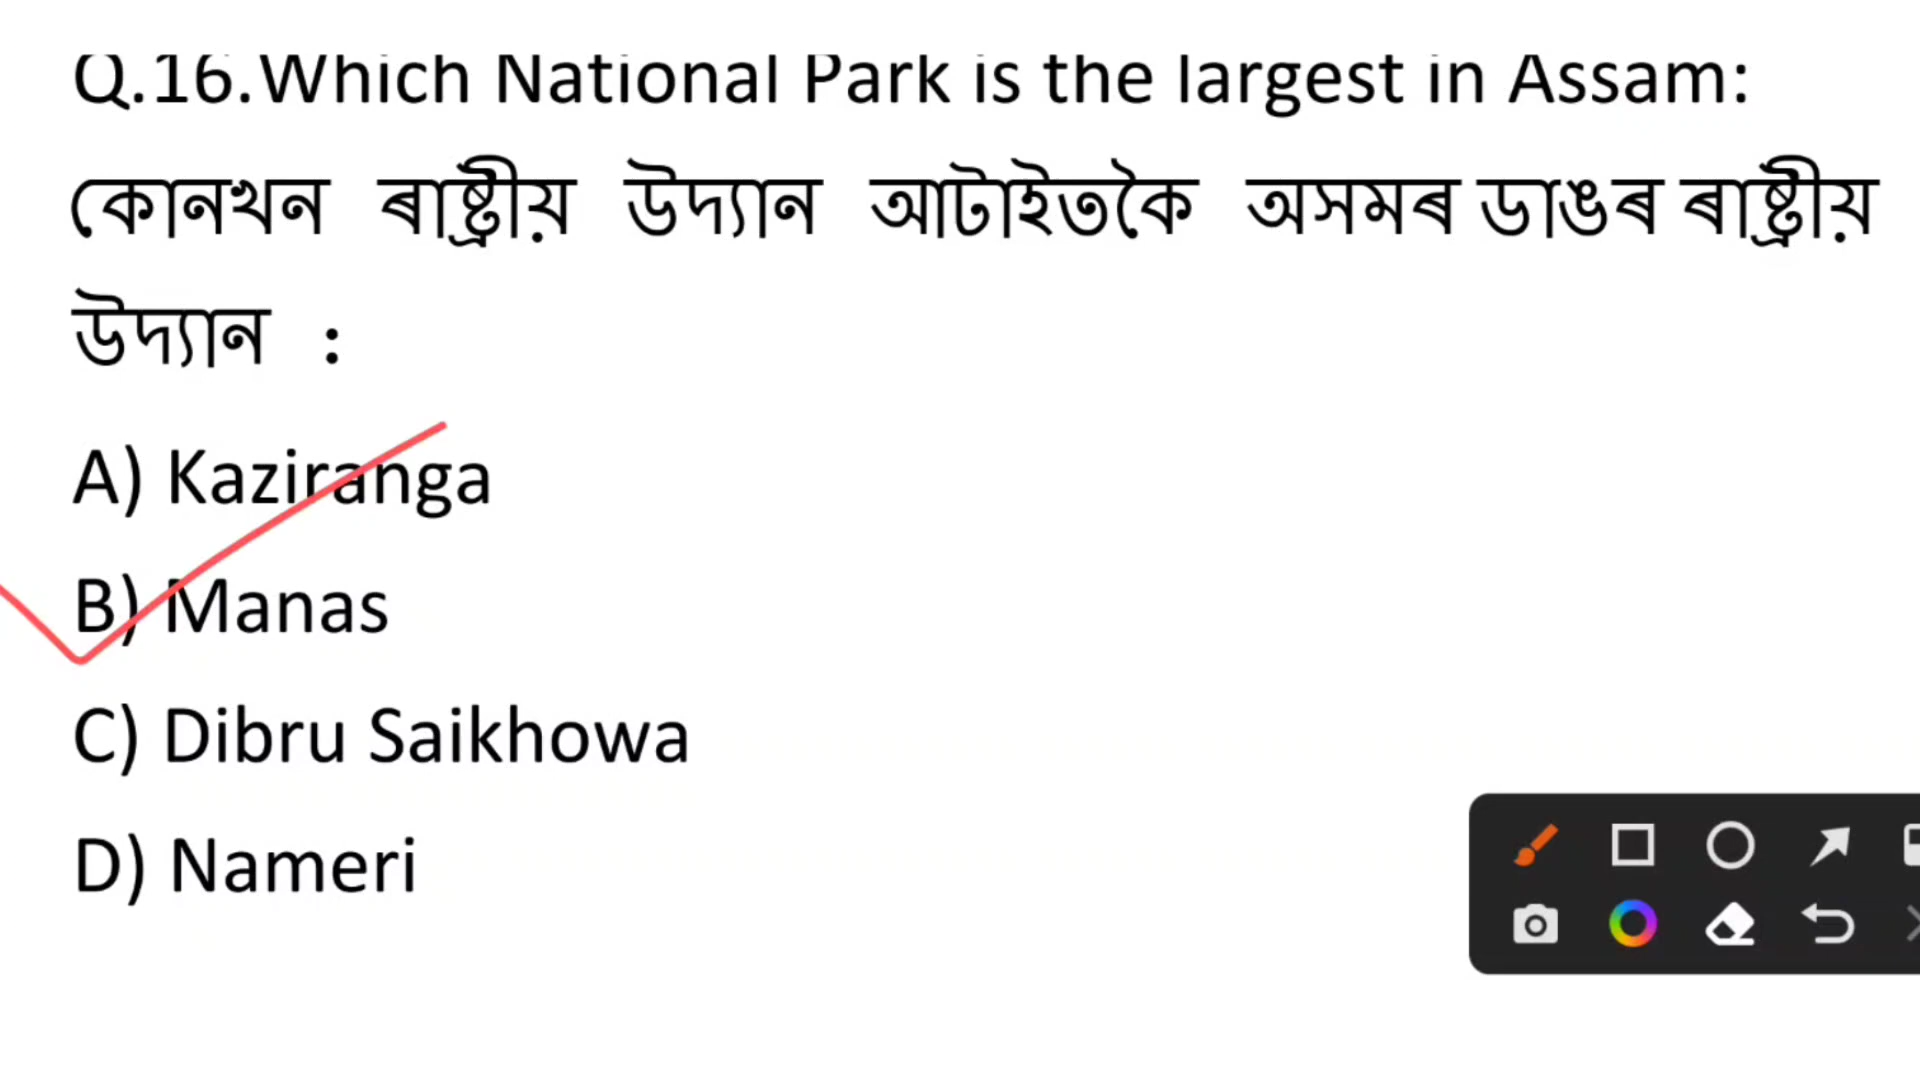 Q.16.Which National Park is the largest in Assam:
কোনখন ৰাষ্ট্ৰীয় উদ্যান আটাইতকৈ অসমৰ ডাঙৰ ৰাষ্ট্ৰীয়
উদ্যান :
A) Kaziranga
B) Manas
C) Dibru Saikhowa
D) Nameri